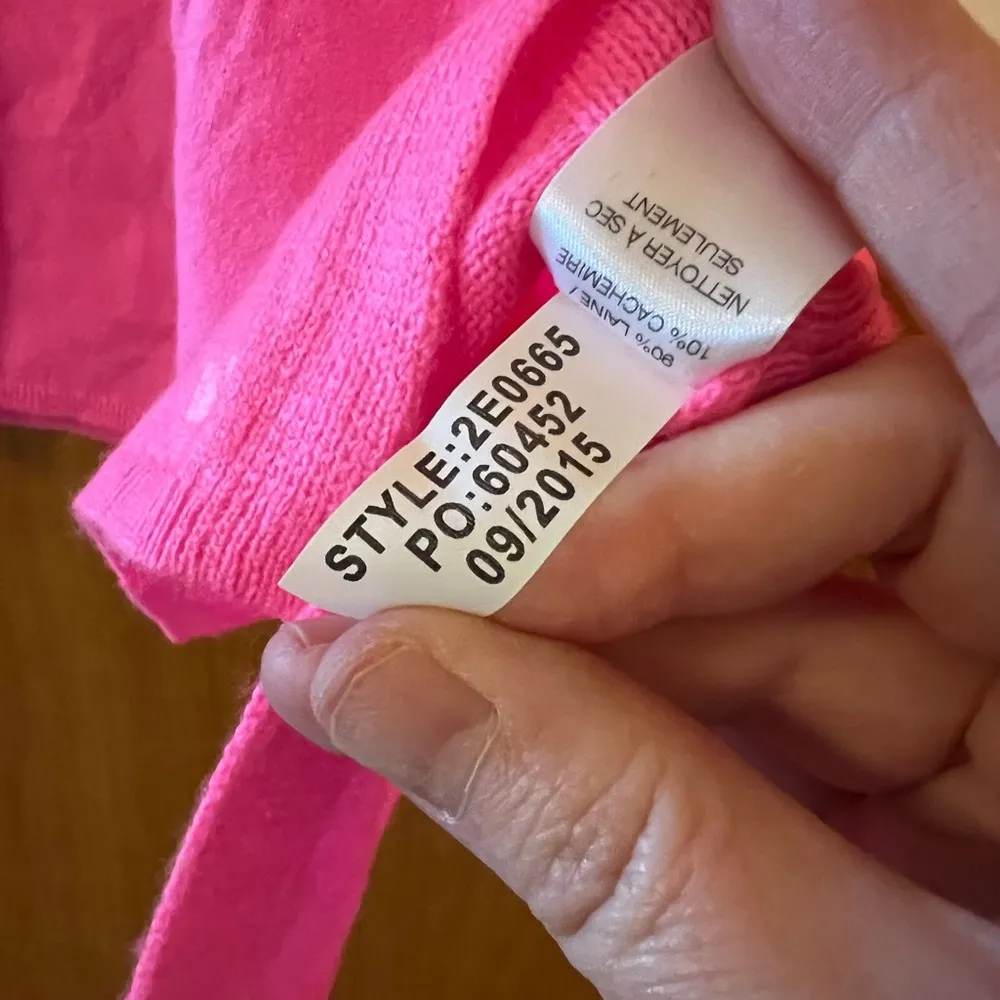 STYLE:2E0665
PO:60452
09/2015
90% LAINE /
10% CACHEMIRE
NETTOYER À SEC
SEULEMENT